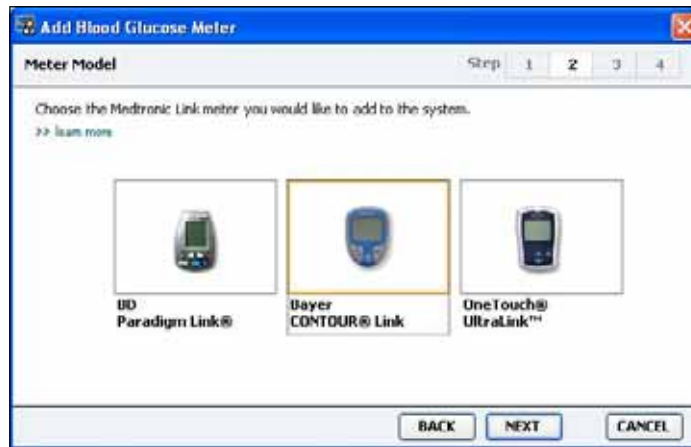 Add Blood Glucose Meter
Meter Model
Step 1 2 3 4
Choose the Medtronic Link meter you would like to add to the system.
>> learn more
BD
Paradigm Link®
Bayer
CONTOUR® Link
OneTouch®
UltraLink™
BACK NEXT CANCEL